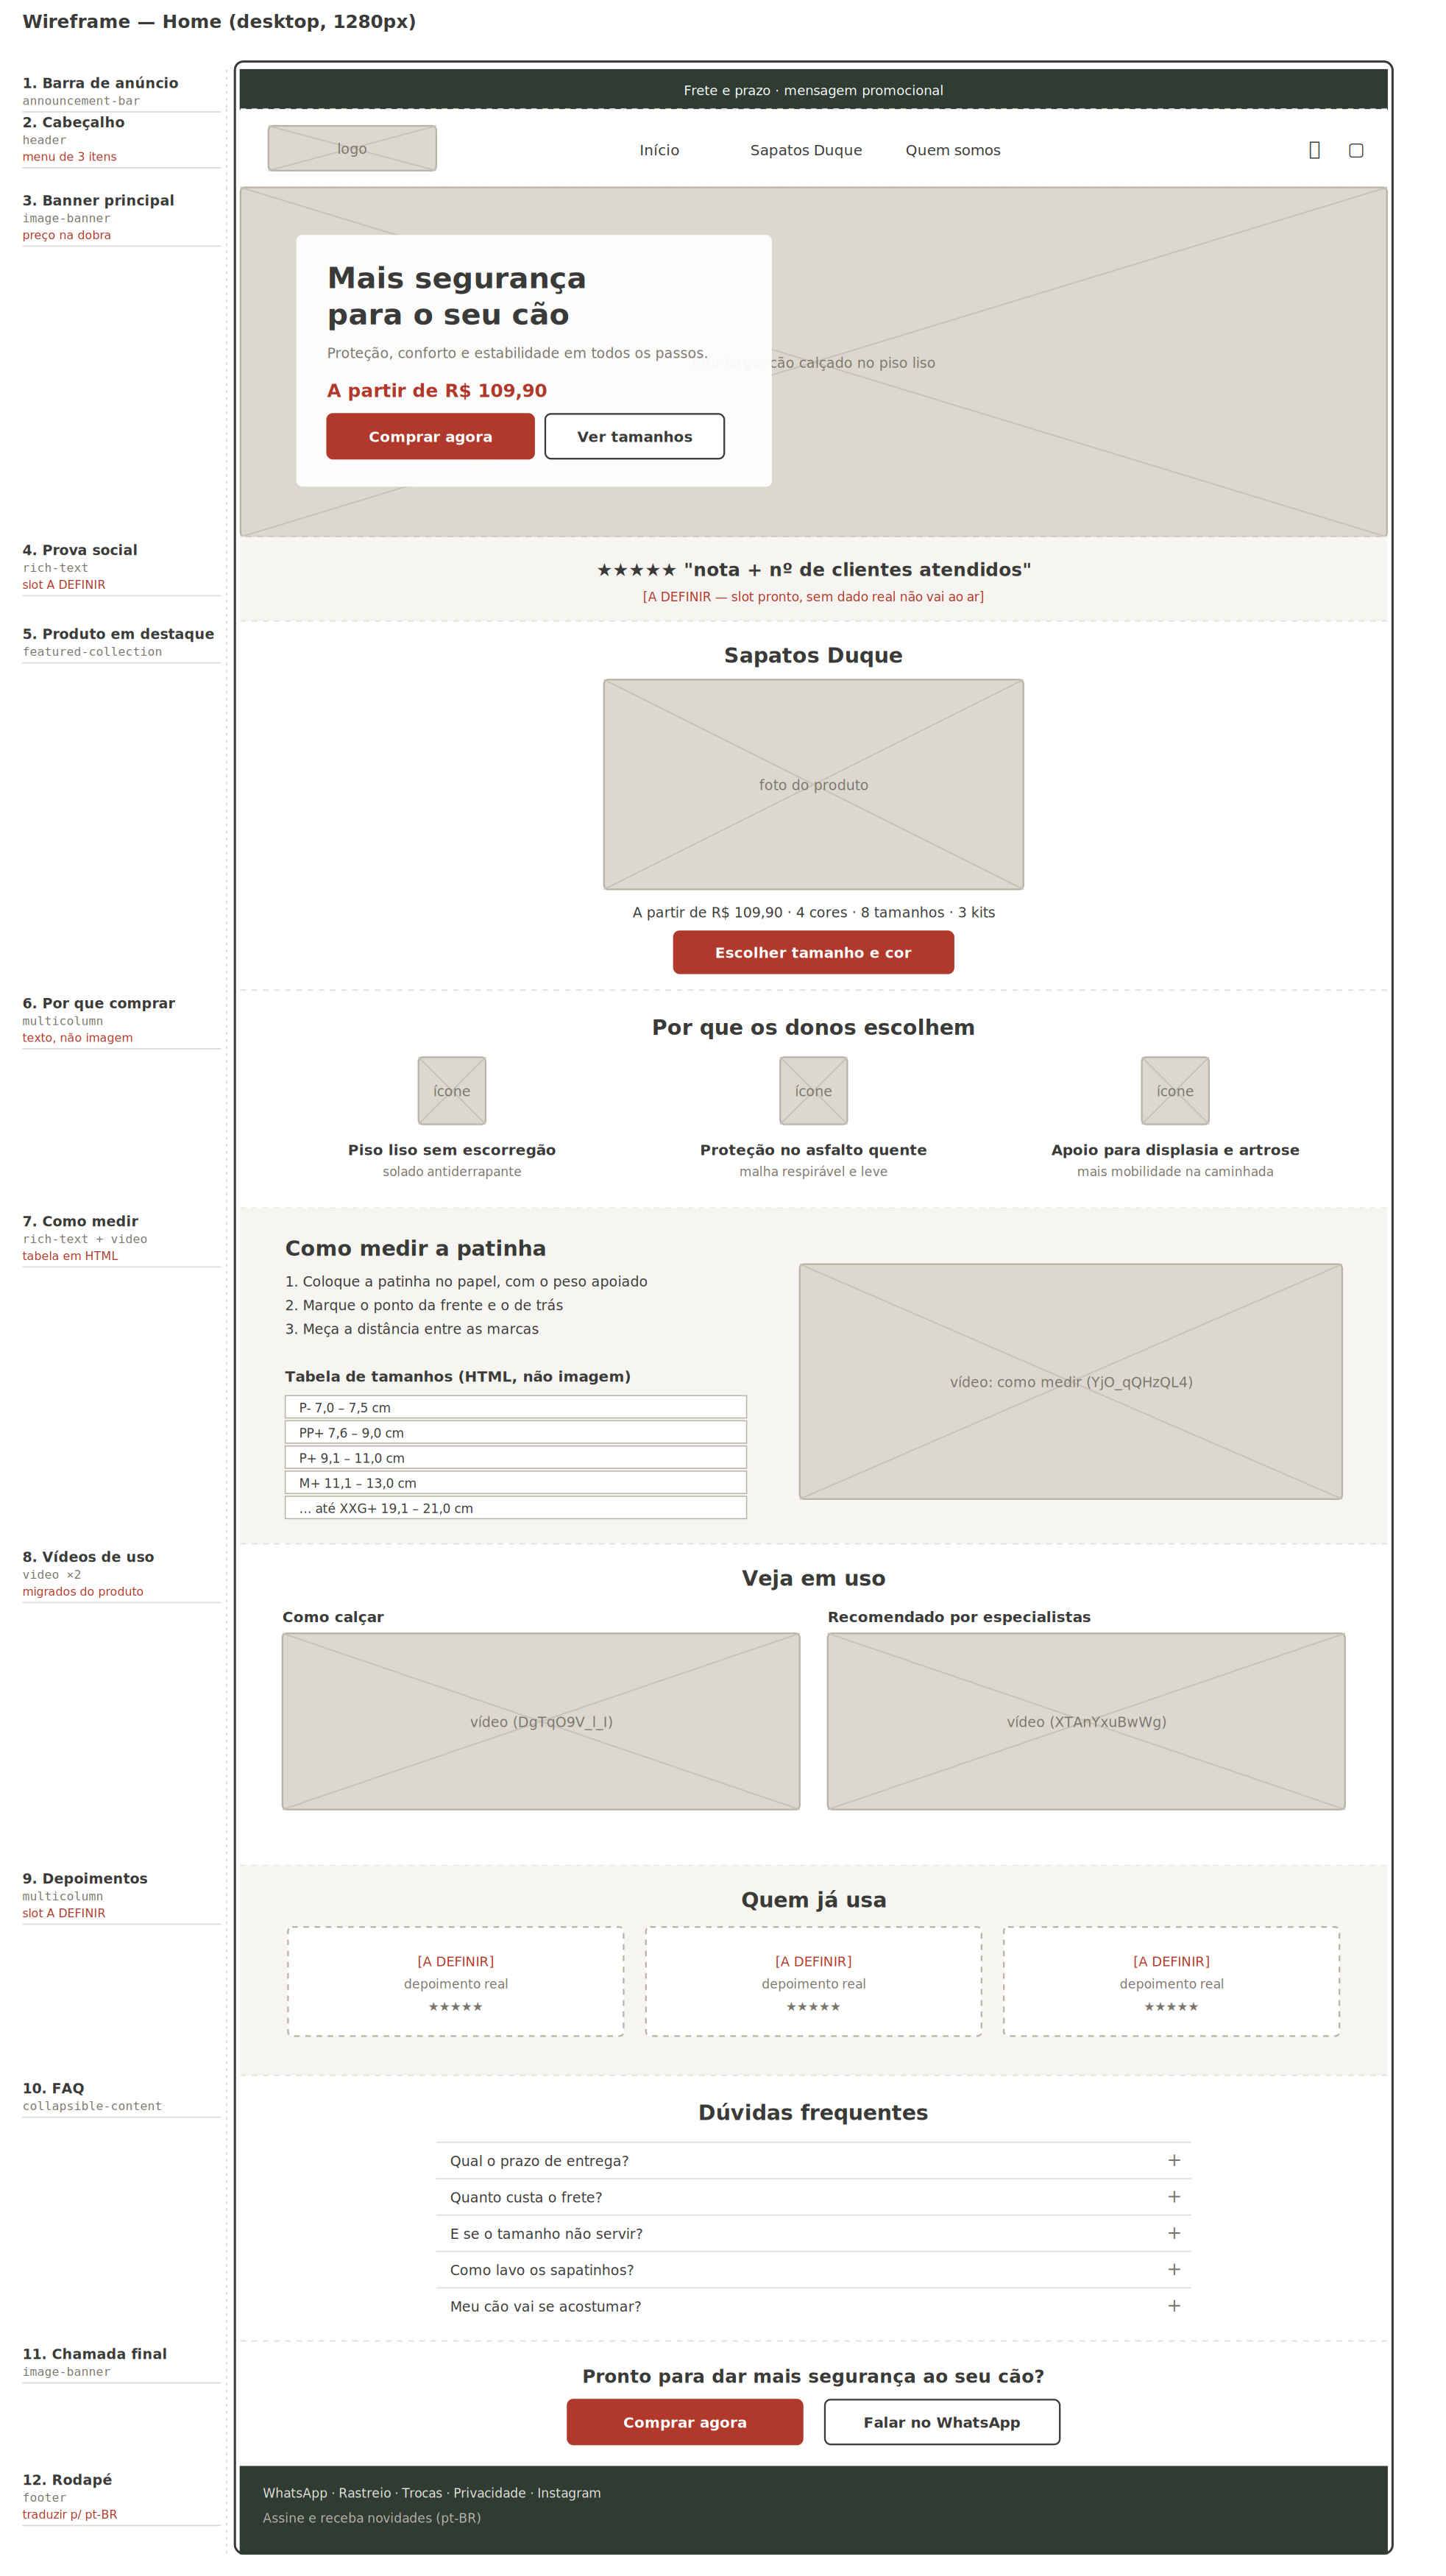 Wireframe — Home (desktop, 1280px)
1. Barra de anúncio
announcement-bar
Frete e prazo · mensagem promocional
2. Cabeçalho
header
menu de 3 itens
logo
Início
Sapatos Duque
Quem somos
3. Banner principal
image-banner
preço na dobra
Mais segurança
para o seu cão
Proteção, conforto e estabilidade em todos os passos.
cão calçado no piso liso
A partir de R$ 109,90
Comprar agora
Ver tamanhos
4. Prova social
rich-text
slot A DEFINIR
★★★★★ "nota + nº de clientes atendidos"
[A DEFINIR — slot pronto, sem dado real não vai ao ar]
5. Produto em destaque
featured-collection
Sapatos Duque
foto do produto
A partir de R$ 109,90 · 4 cores · 8 tamanhos · 3 kits
Escolher tamanho e cor
6. Por que comprar
multicolumn
texto, não imagem
Por que os donos escolhem
ícone
ícone
ícone
Piso liso sem escorregão
solado antiderrapante
Proteção no asfalto quente
malha respirável e leve
Apoio para displasia e artrose
mais mobilidade na caminhada
7. Como medir
rich-text + video
tabela em HTML
Como medir a patinha
1. Coloque a patinha no papel, com o peso apoiado
2. Marque o ponto da frente e o de trás
3. Meça a distância entre as marcas
Tabela de tamanhos (HTML, não imagem)
P- 7,0 – 7,5 cm
PP+ 7,6 – 9,0 cm
P+ 9,1 – 11,0 cm
M+ 11,1 – 13,0 cm
... até XXG+ 19,1 – 21,0 cm
vídeo: como medir (YjO_qQHzQL4)
8. Vídeos de uso
video ×2
migrados do produto
Veja em uso
Como calçar
vídeo (DgTqO9V_l_I)
Recomendado por especialistas
vídeo (XTAnYxuBwWg)
9. Depoimentos
multicolumn
slot A DEFINIR
Quem já usa
[A DEFINIR]
depoimento real
★★★★★
[A DEFINIR]
depoimento real
★★★★★
[A DEFINIR]
depoimento real
★★★★★
10. FAQ
collapsible-content
Dúvidas frequentes
Qual o prazo de entrega? +
Quanto custa o frete? +
E se o tamanho não servir? +
Como lavo os sapatinhos? +
Meu cão vai se acostumar? +
11. Chamada final
image-banner
Pronto para dar mais segurança ao seu cão?
Comprar agora
Falar no WhatsApp
12. Rodapé
footer
traduzir p/ pt-BR
WhatsApp · Rastreio · Trocas · Privacidade · Instagram
Assine e receba novidades (pt-BR)